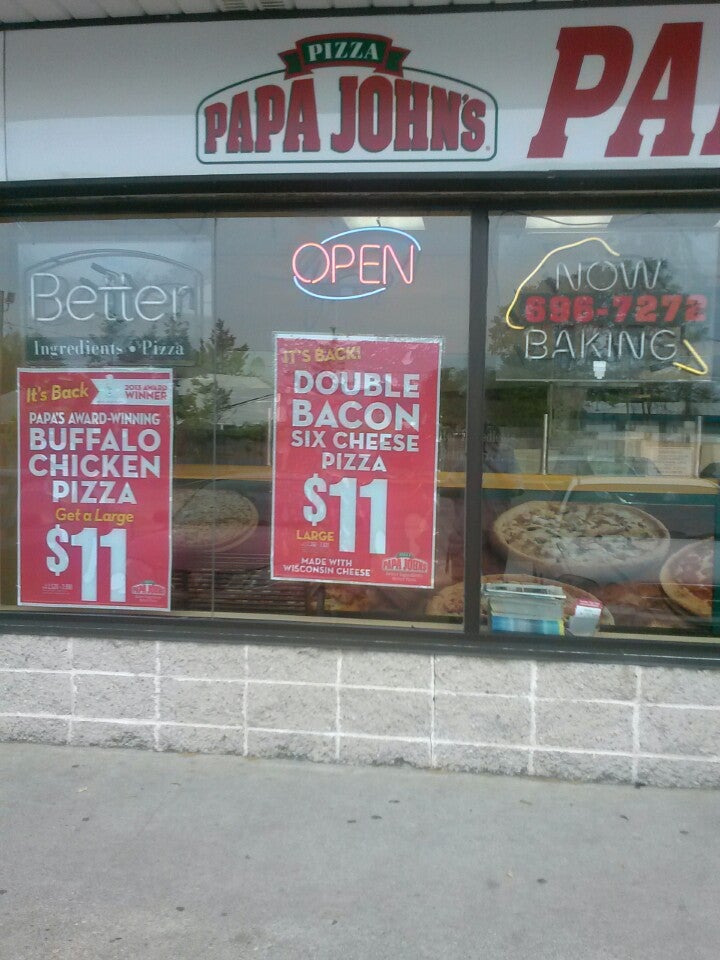 PIZZA
PAPA JOHN'S
PA
Better
Ingredients • Pizza
OPEN
NOW
696-7272
BAKING
It's Back
2013 AWARD
WINNER
PAPA'S AWARD-WINNING
BUFFALO
CHICKEN
PIZZA
Get a Large
$11
IT'S BACK!
DOUBLE
BACON
SIX CHEESE
PIZZA
$11
LARGE
MADE WITH
WISCONSIN CHEESE
PAPA JOHN'S